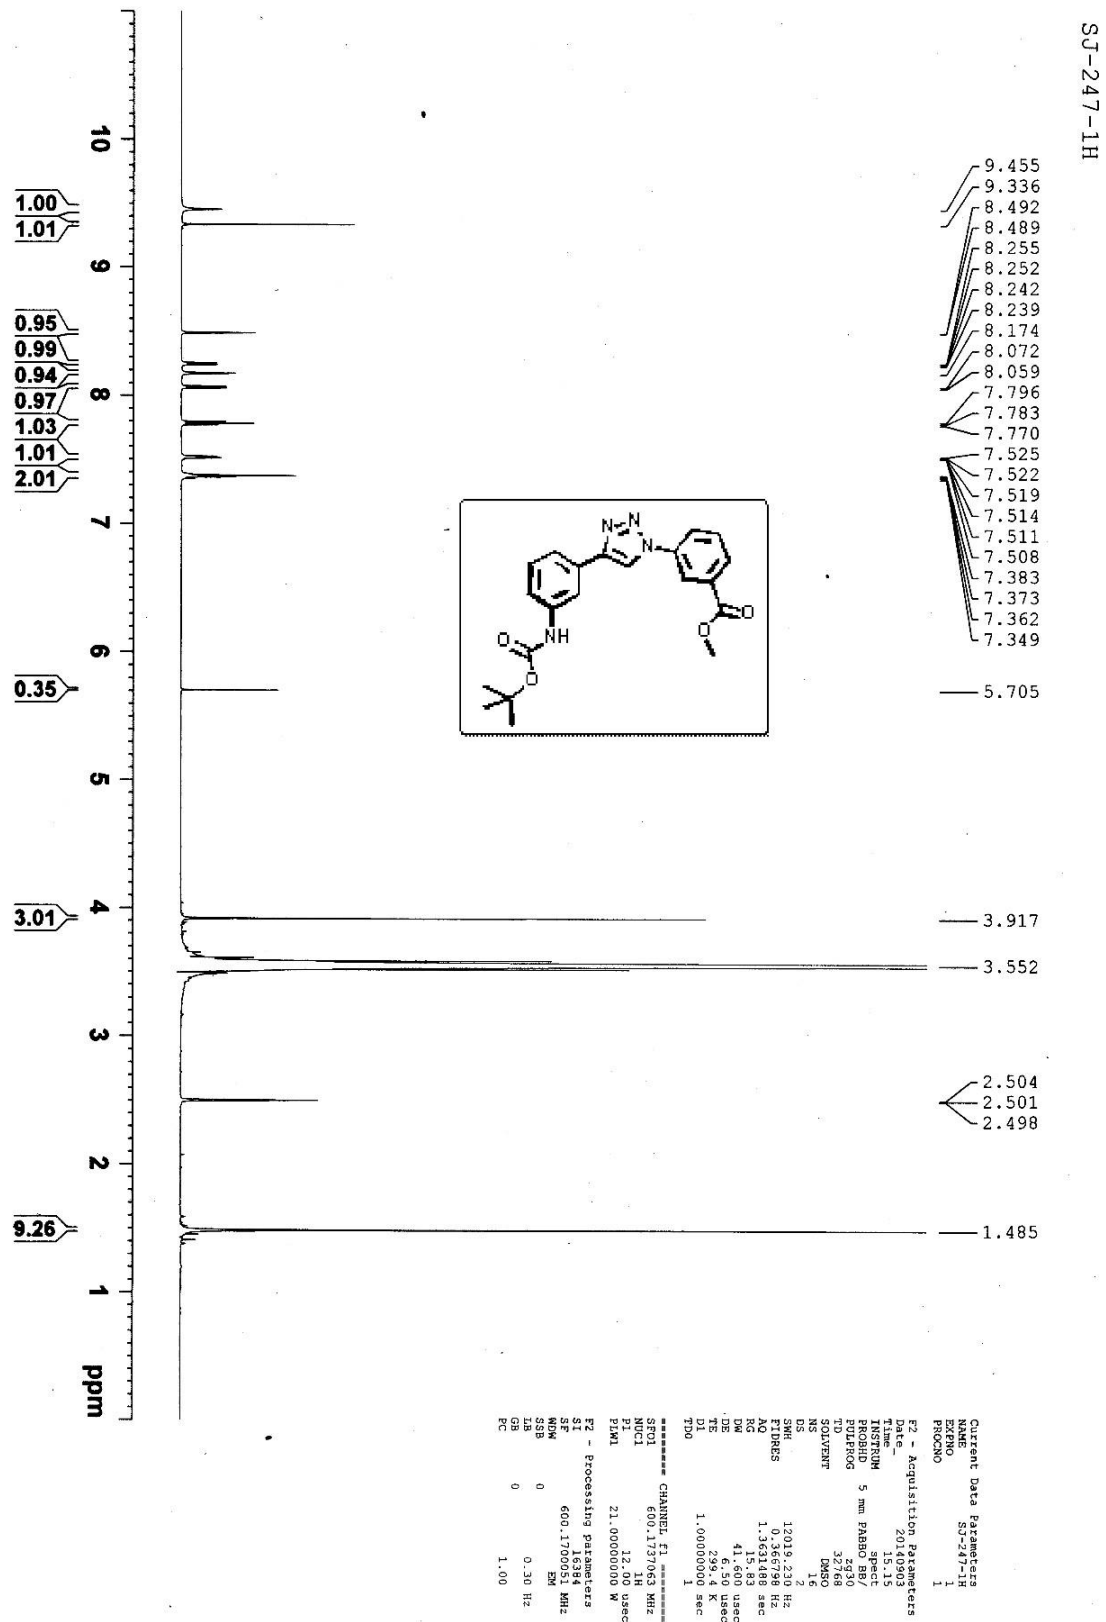 SJ-247-1H
9.455
9.336
8.492
8.489
8.255
8.252
8.242
8.239
8.174
8.072
8.059
7.796
7.783
7.770
7.525
7.522
7.519
7.514
7.511
7.508
7.383
7.373
7.362
7.349
5.705
3.917
3.552
2.504
2.501
2.498
1.485
N N
N
NH
O
O
O
O
10 9 8 7 6 5 4 3 2 1 ppm
1.00
1.01
0.95
0.99
0.94
0.97
1.03
1.01
2.01
0.35
3.01
9.26
Current Data Parameters
NAME SJ-247-1H
EXPNO 1
PROCNO 1
F2 - Acquisition Parameters
Date_ 20140903
Time 15.15
INSTRUM spect
PROBHD 5 mm PABBO BB/
PULPROG zg30
TD 32768
SOLVENT DMSO
NS 16
DS 2
SWH 12019.230 Hz
FIDRES 0.366798 Hz
AQ 1.3631488 sec
RG 15.83
DW 41.600 usec
DE 6.50 usec
TE 299.4 K
D1 1.00000000 sec
TD0 1
======== CHANNEL f1 ========
SFO1 600.1737063 MHz
NUC1 1H
P1 12.00 usec
PLW1 21.00000000 W
F2 - Processing parameters
SI 16384
SF 600.1700051 MHz
WDW EM
SSB 0
LB 0.30 Hz
GB 0
PC 1.00